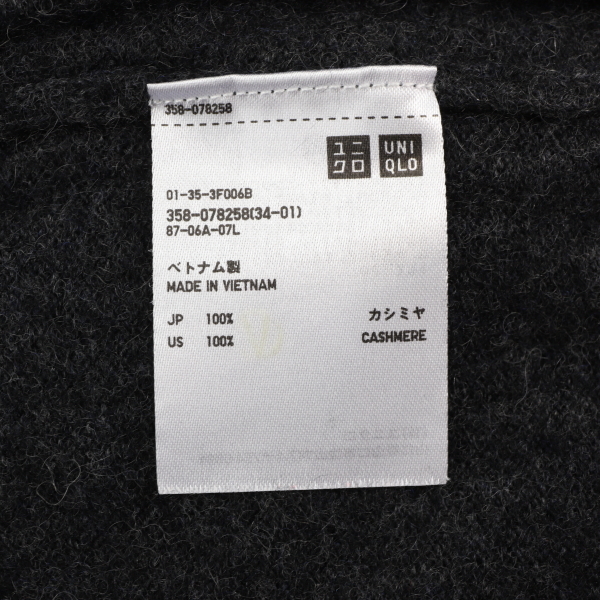 358-078258
ユニ
クロ
UNI
QLO
01-35-3F006B
358-078258(34-01)
87-06A-07L
ベトナム製
MADE IN VIETNAM
JP 100% カシミヤ
US 100% CASHMERE